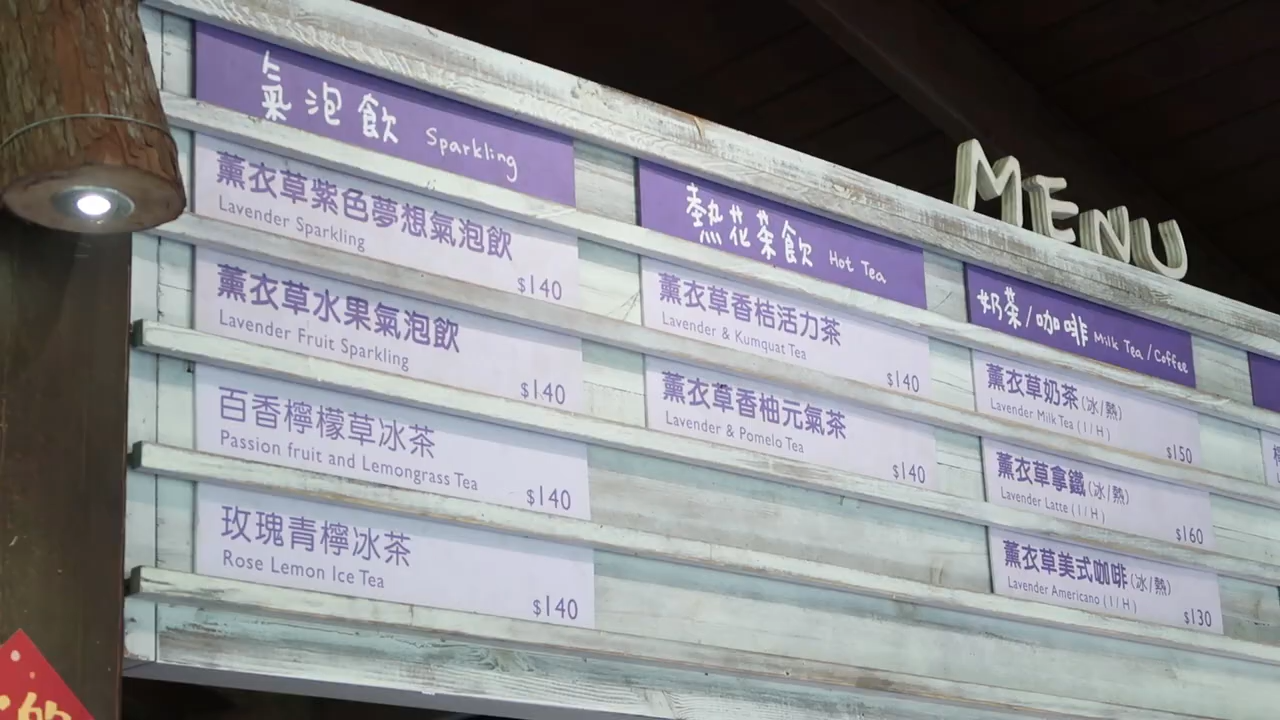 MENU
氣泡飲 Sparkling
薰衣草紫色夢想氣泡飲
Lavender Sparkling
$140
薰衣草水果氣泡飲
Lavender Fruit Sparkling
$140
百香檸檬草冰茶
Passion fruit and Lemongrass Tea
$140
玫瑰青檸冰茶
Rose Lemon Ice Tea
$140
熱花茶飲 Hot Tea
薰衣草香桔活力茶
Lavender & Kumquat Tea
$140
薰衣草香柚元氣茶
Lavender & Pomelo Tea
$140
奶茶/咖啡 Milk Tea/Coffee
薰衣草奶茶(冰/熱)
Lavender Milk Tea (I/H)
$150
薰衣草拿鐵(冰/熱)
Lavender Latte (I/H)
$160
薰衣草美式咖啡(冰/熱)
Lavender Americano (I/H)
$130
的